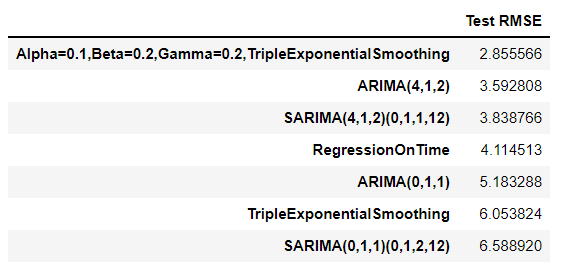 Test RMSE
Alpha=0.1,Beta=0.2,Gamma=0.2,TripleExponentialSmoothing 2.855566
ARIMA(4,1,2) 3.592808
SARIMA(4,1,2)(0,1,1,12) 3.838766
RegressionOnTime 4.114513
ARIMA(0,1,1) 5.183288
TripleExponentialSmoothing 6.053824
SARIMA(0,1,1)(0,1,2,12) 6.588920